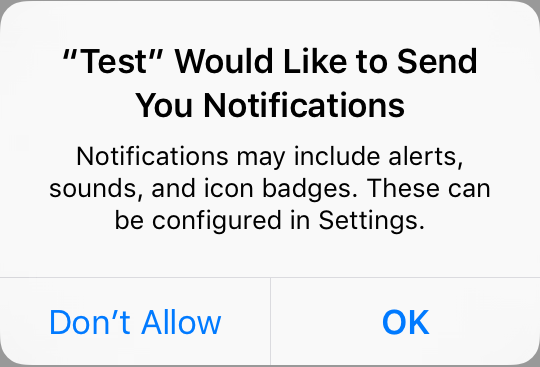 “Test” Would Like to Send
You Notifications
Notifications may include alerts,
sounds, and icon badges. These can
be configured in Settings.
Don’t Allow
OK